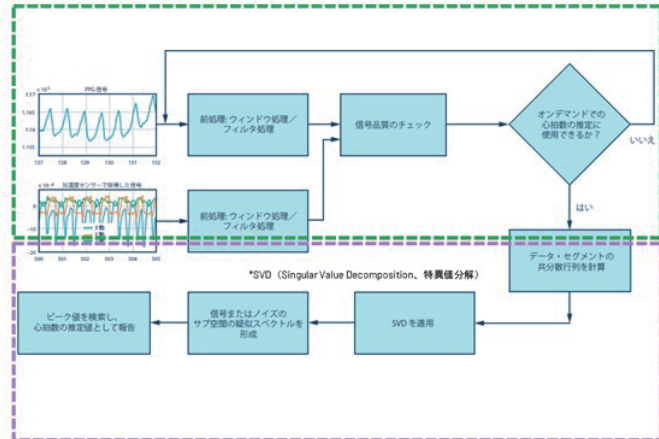 PPG信号
1.17
1.165
1.16
1.155
127 128 129 130 131 132
前処理: ウィンドウ処理／
フィルタ処理
信号品質のチェック
オンデマンドでの
心拍数の推定に
使用できるか？
いいえ
はい
加速度センサーで取得した信号
前処理: ウィンドウ処理／
フィルタ処理
500 501 502 503 504 505
データ・セグメントの
共分散行列を計算
*SVD（Singular Value Decomposition、特異値分解）
ピーク値を検索し、
心拍数の推定値として報告
信号またはノイズの
サブ空間の疑似スペクトルを
形成
SVD を適用